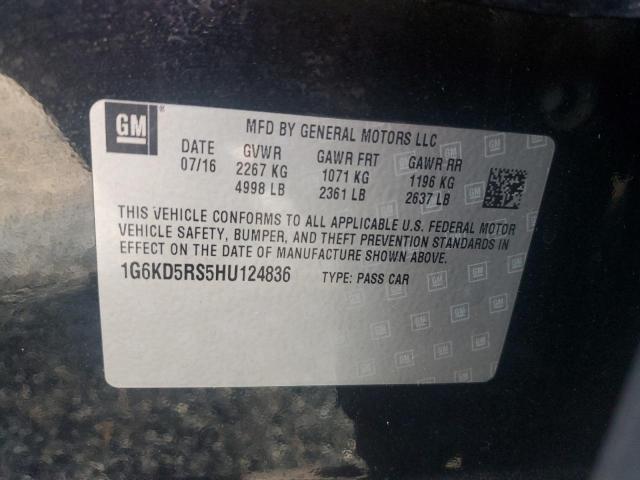 GM
MFD BY GENERAL MOTORS LLC
DATE GVWR GAWR FRT GAWR RR
07/16 2267 KG 1071 KG 1196 KG
4998 LB 2361 LB 2637 LB
THIS VEHICLE CONFORMS TO ALL APPLICABLE U.S. FEDERAL MOTOR
VEHICLE SAFETY, BUMPER, AND THEFT PREVENTION STANDARDS IN
EFFECT ON THE DATE OF MANUFACTURE SHOWN ABOVE.
1G6KD5RS5HU124836 TYPE: PASS CAR